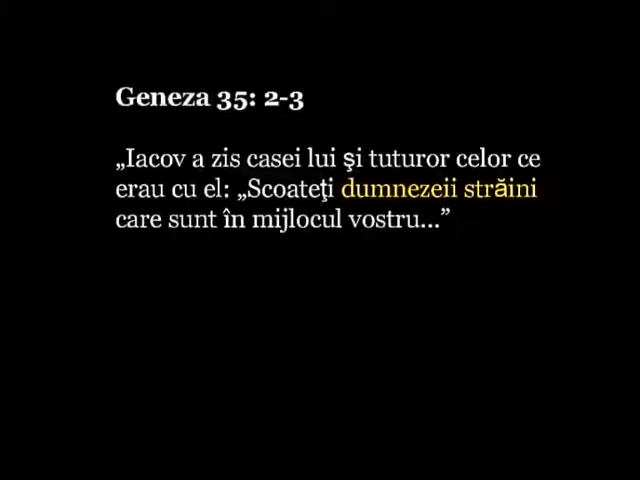 Geneza 35: 2-3
„Iacov a zis casei lui şi tuturor celor ce
erau cu el: „Scoateţi dumnezeii străini
care sunt în mijlocul vostru...”